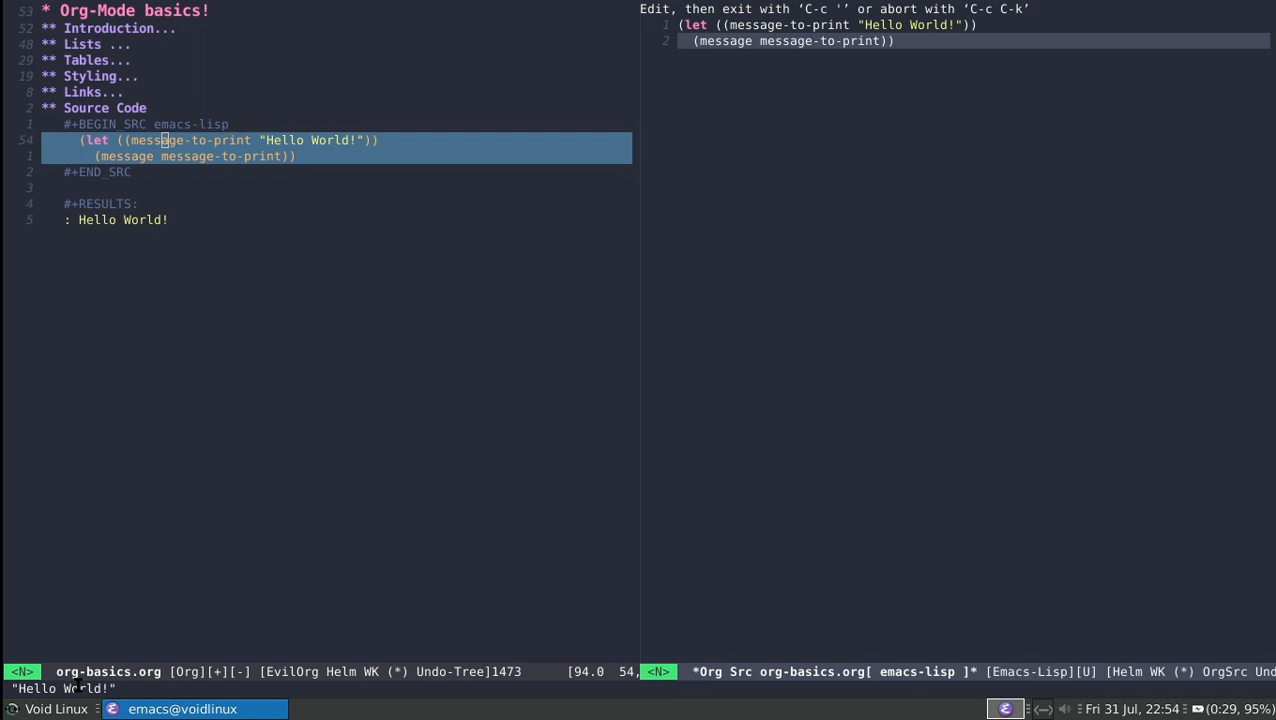 53 * Org-Mode basics!
52 ** Introduction...
48 ** Lists ...
44 ** Tables...
29 ** Styling...
19 ** Links...
8 ** Source Code
2 #+BEGIN_SRC emacs-lisp
1 (let ((message-to-print "Hello World!"))
54 (message message-to-print))
1 #+END_SRC
2
3
4 #+RESULTS:
5 : Hello World!
Edit, then exit with ‘C-c '’ or abort with ‘C-c C-k’
1 (let ((message-to-print "Hello World!"))
2 (message message-to-print))
<N> org-basics.org [Org][+][-] [EvilOrg Helm WK (*) Undo-Tree]1473 [94.0 54,
<N> *Org Src org-basics.org[ emacs-lisp ]* [Emacs-Lisp][U] [Helm WK (*) OrgSrc Und
"Hello World!"
Void Linux emacs@voidlinux Fri 31 Jul, 22:54 (0:29, 95%)